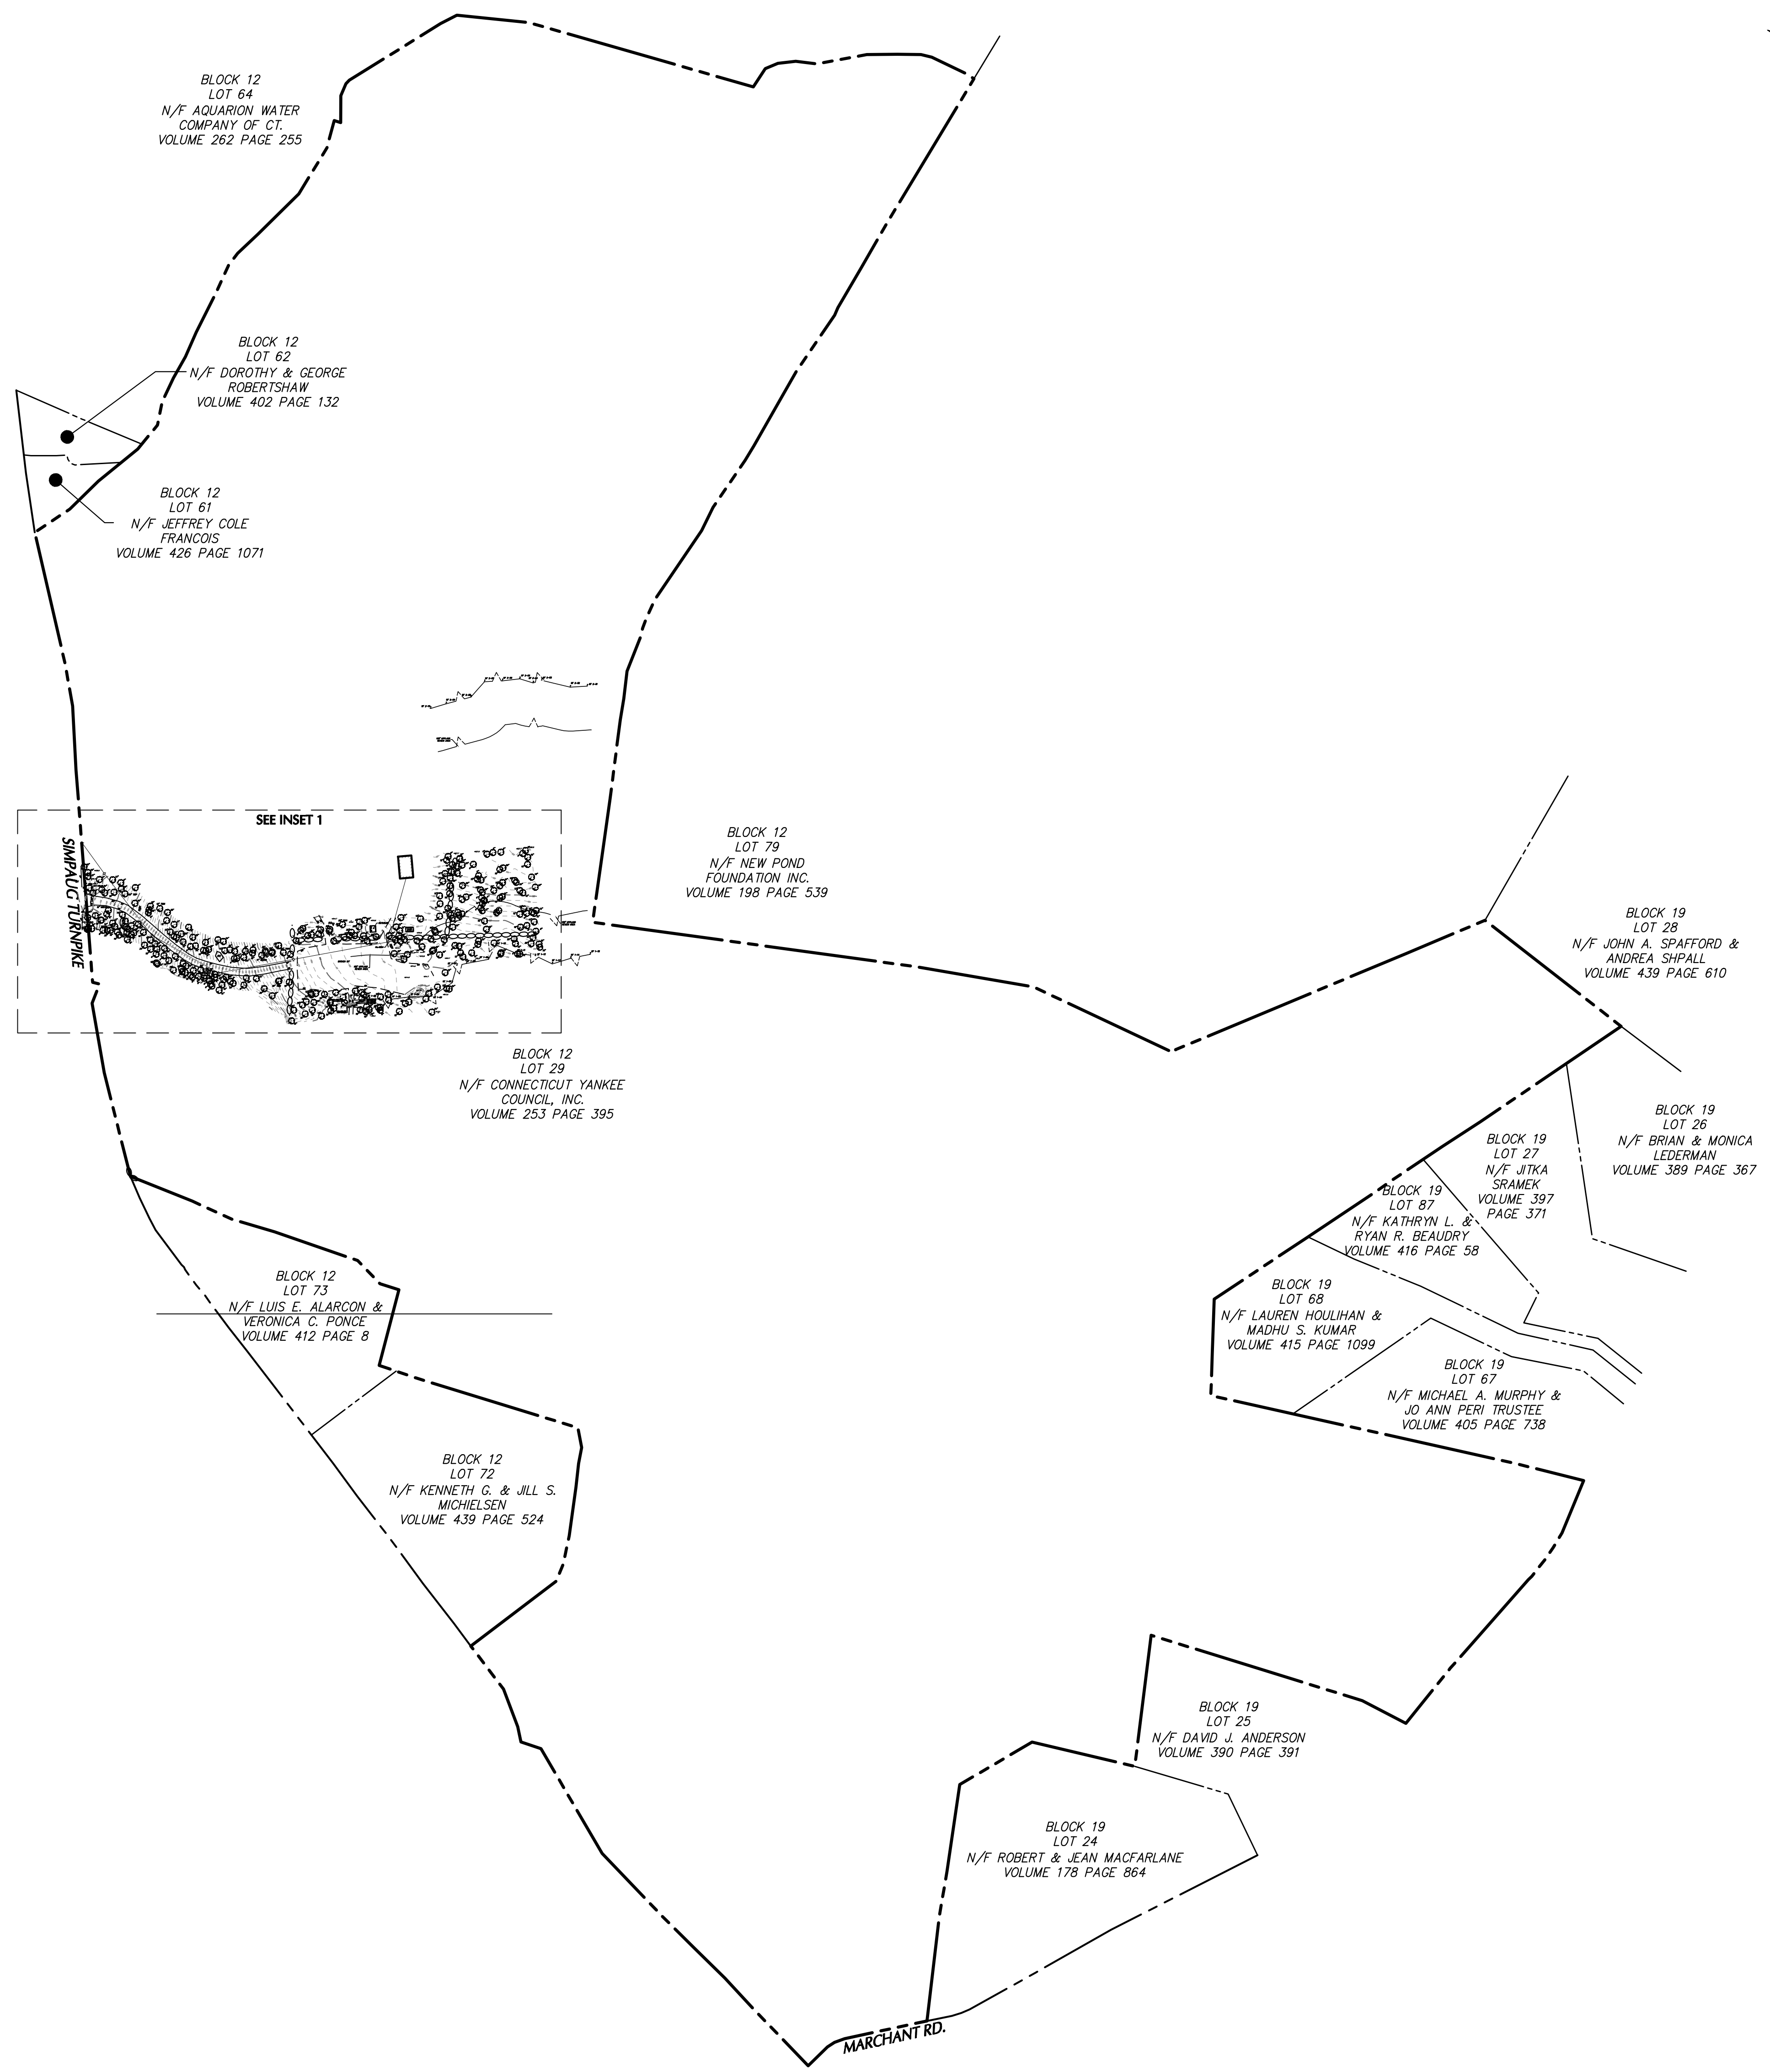 BLOCK 12
LOT 64
N/F AQUARION WATER
COMPANY OF CT.
VOLUME 262 PAGE 255
BLOCK 12
LOT 62
N/F DOROTHY & GEORGE
ROBERTSHAW
VOLUME 402 PAGE 132
BLOCK 12
LOT 61
N/F JEFFREY COLE
FRANCOIS
VOLUME 426 PAGE 1071
SEE INSET 1
SIMPAUG TURNPIKE
BLOCK 12
LOT 79
N/F NEW POND
FOUNDATION INC.
VOLUME 198 PAGE 539
BLOCK 19
LOT 28
N/F JOHN A. SPAFFORD &
ANDREA SHPALL
VOLUME 439 PAGE 610
BLOCK 12
LOT 29
N/F CONNECTICUT YANKEE
COUNCIL, INC.
VOLUME 253 PAGE 395
BLOCK 19
LOT 26
N/F BRIAN & MONICA
LEDERMAN
VOLUME 389 PAGE 367
BLOCK 19
LOT 27
N/F JITKA
SRAMEK
VOLUME 397
PAGE 371
BLOCK 19
LOT 87
N/F KATHRYN L. &
RYAN R. BEAUDRY
VOLUME 416 PAGE 58
BLOCK 12
LOT 73
N/F LUIS E. ALARCON &
VERONICA C. PONCE
VOLUME 412 PAGE 8
BLOCK 19
LOT 68
N/F LAUREN HOULIHAN &
MADHU S. KUMAR
VOLUME 415 PAGE 1099
BLOCK 19
LOT 67
N/F MICHAEL A. MURPHY &
JO ANN PERI TRUSTEE
VOLUME 405 PAGE 738
BLOCK 12
LOT 72
N/F KENNETH G. & JILL S.
MICHIELSEN
VOLUME 439 PAGE 524
BLOCK 19
LOT 25
N/F DAVID J. ANDERSON
VOLUME 390 PAGE 391
BLOCK 19
LOT 24
N/F ROBERT & JEAN MACFARLANE
VOLUME 178 PAGE 864
MARCHANT RD.